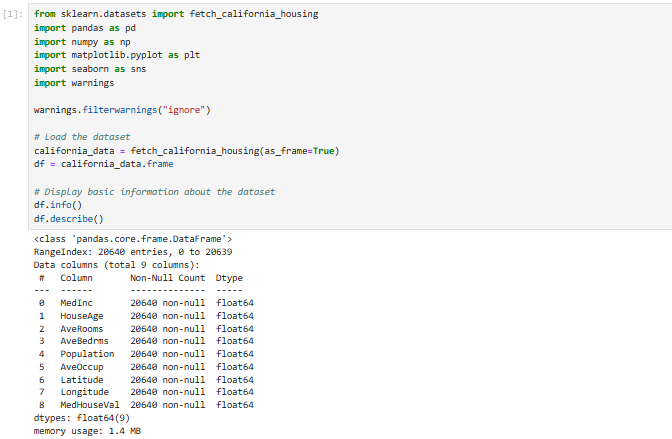 [1]: from sklearn.datasets import fetch_california_housing
import pandas as pd
import numpy as np
import matplotlib.pyplot as plt
import seaborn as sns
import warnings
warnings.filterwarnings("ignore")
# Load the dataset
california_data = fetch_california_housing(as_frame=True)
df = california_data.frame
# Display basic information about the dataset
df.info()
df.describe()
<class 'pandas.core.frame.DataFrame'>
RangeIndex: 20640 entries, 0 to 20639
Data columns (total 9 columns):
 #   Column      Non-Null Count  Dtype
---  ------      --------------  -----
 0   MedInc      20640 non-null  float64
 1   HouseAge    20640 non-null  float64
 2   AveRooms    20640 non-null  float64
 3   AveBedrms   20640 non-null  float64
 4   Population  20640 non-null  float64
 5   AveOccup    20640 non-null  float64
 6   Latitude    20640 non-null  float64
 7   Longitude   20640 non-null  float64
 8   MedHouseVal  20640 non-null  float64
dtypes: float64(9)
memory usage: 1.4 MB